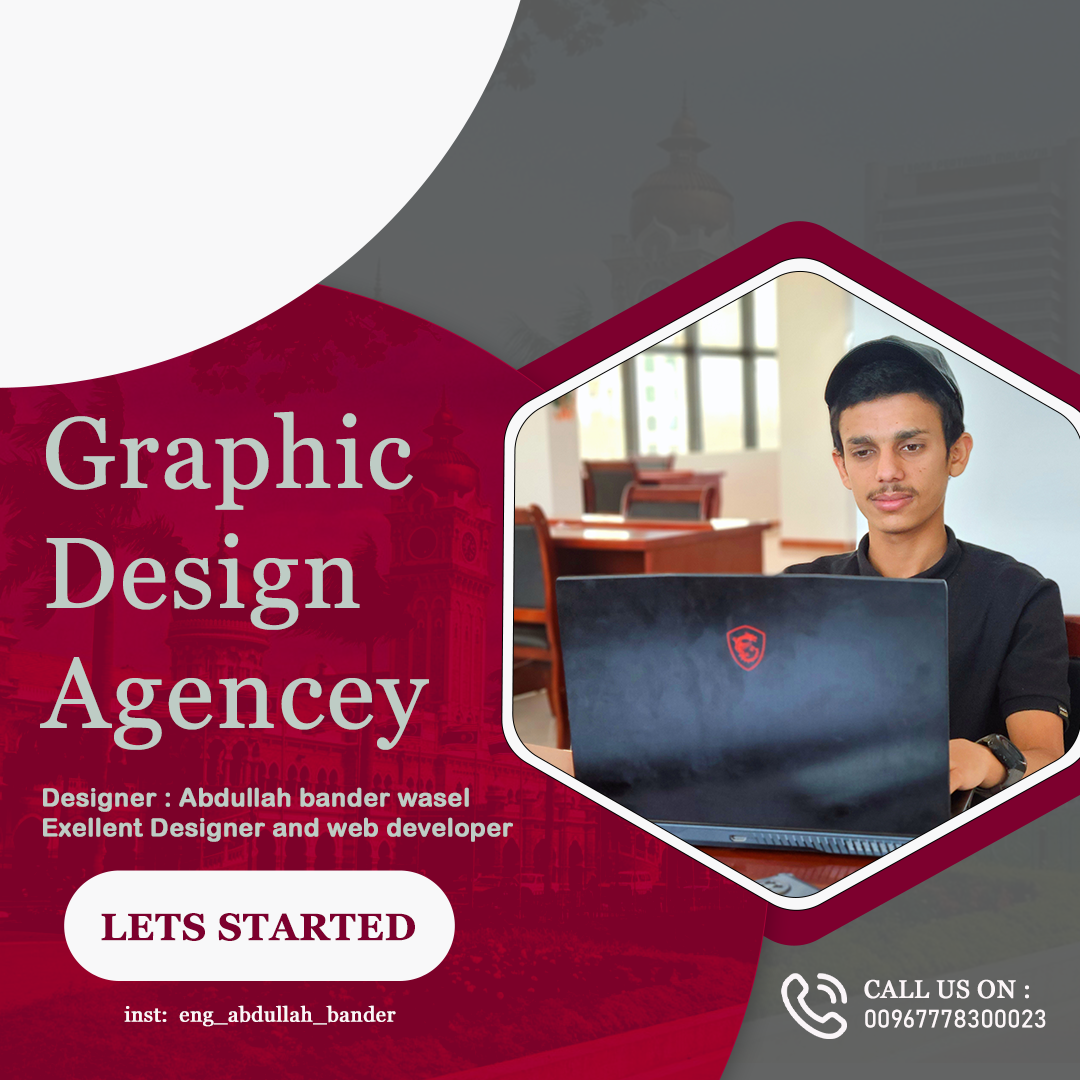 Graphic
Design
Agencey
Designer : Abdullah bander wasel
Exellent Designer and web developer
LETS STARTED
inst: eng_abdullah_bander
CALL US ON :
00967778300023